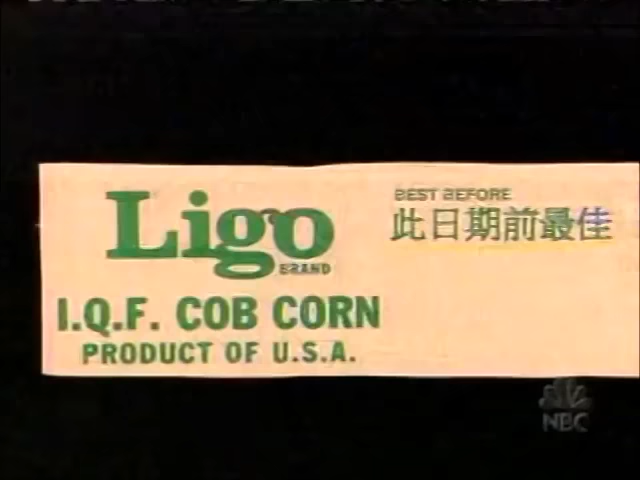 Ligo
BRAND
I.Q.F. COB CORN
PRODUCT OF U.S.A.
BEST BEFORE
此日期前最佳
NBC